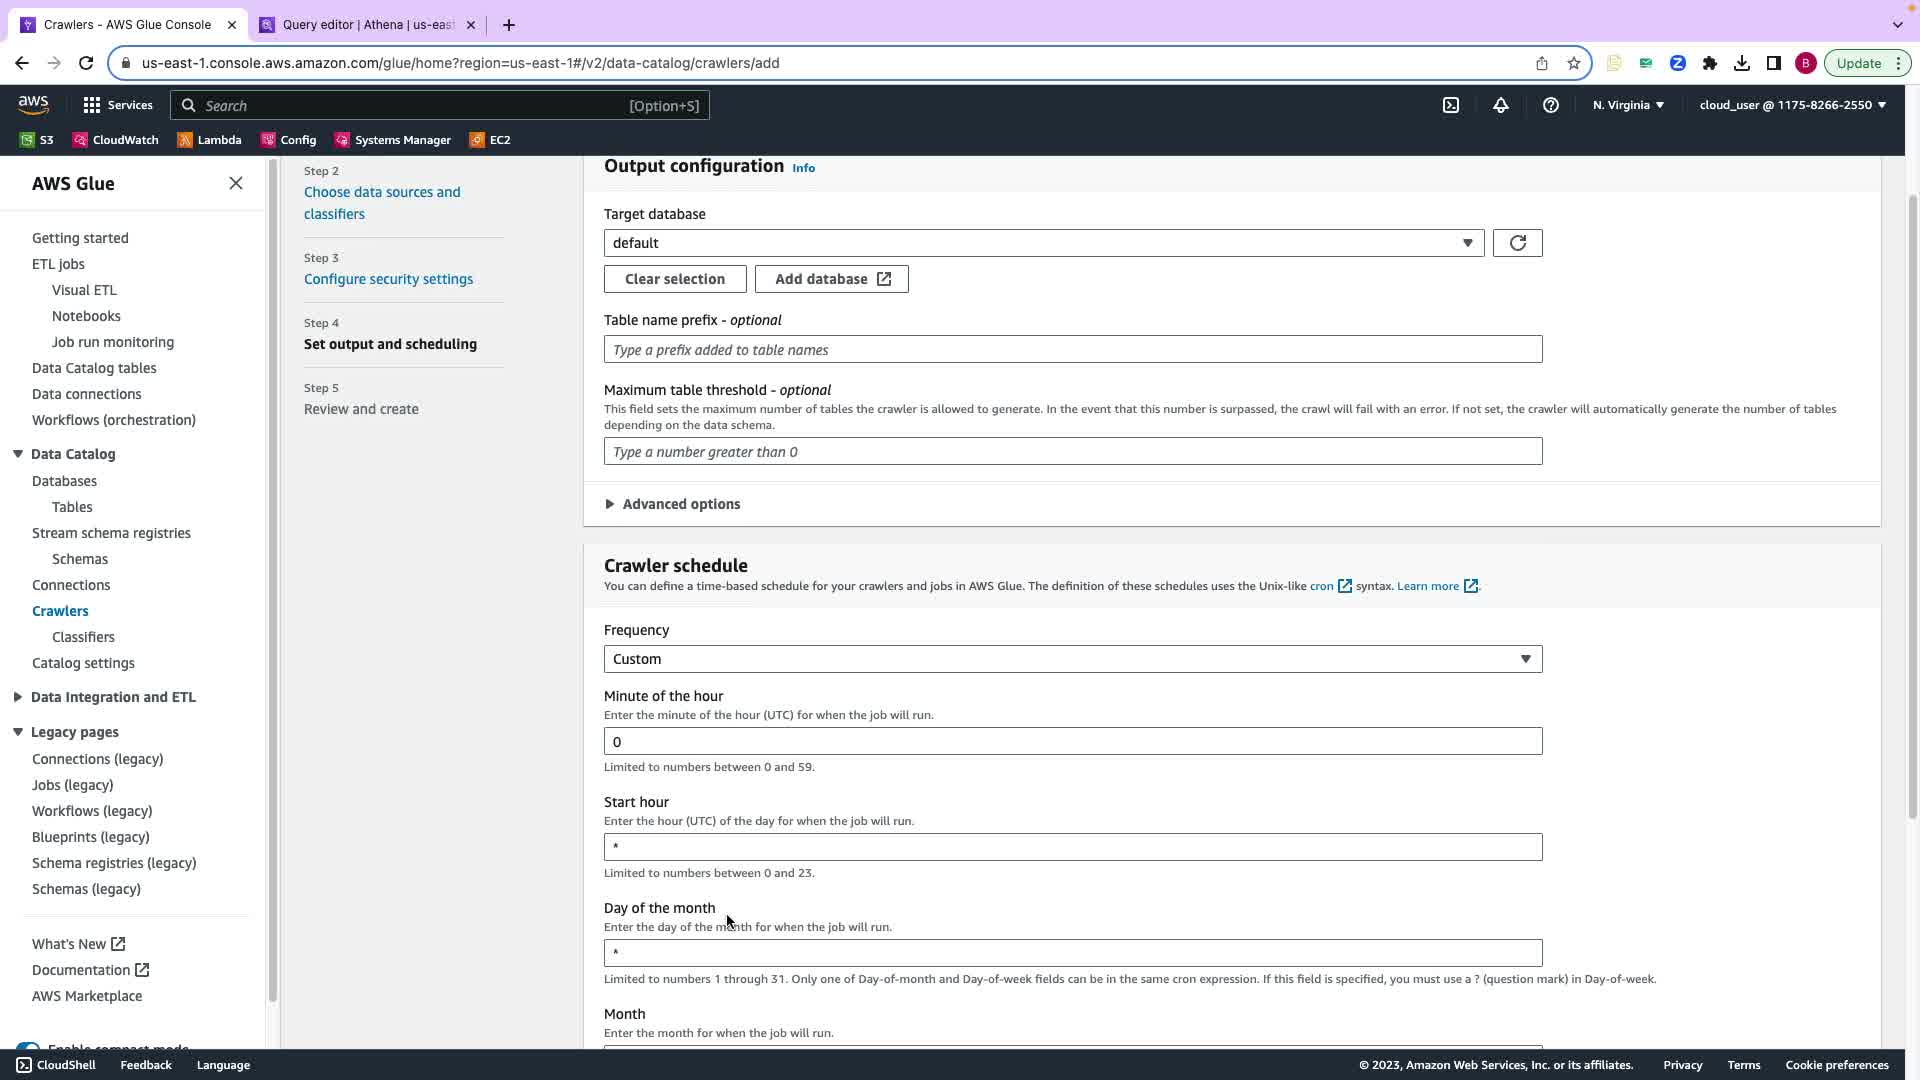 Crawlers - AWS Glue Console
Query editor | Athena | us-east
us-east-1.console.aws.amazon.com/glue/home?region=us-east-1#/v2/data-catalog/crawlers/add
B
Update
aws
Services
Search
[Option+S]
N. Virginia
cloud_user @ 1175-8266-2550
S3
CloudWatch
Lambda
Config
Systems Manager
EC2
AWS Glue
Getting started
ETL jobs
Visual ETL
Notebooks
Job run monitoring
Data Catalog tables
Data connections
Workflows (orchestration)
Data Catalog
Databases
Tables
Stream schema registries
Schemas
Connections
Crawlers
Classifiers
Catalog settings
Data Integration and ETL
Legacy pages
Connections (legacy)
Jobs (legacy)
Workflows (legacy)
Blueprints (legacy)
Schema registries (legacy)
Schemas (legacy)
What's New
Documentation
AWS Marketplace
Enable compact mode
Step 2
Choose data sources and
classifiers
Step 3
Configure security settings
Step 4
Set output and scheduling
Step 5
Review and create
Output configuration Info
Target database
default
Clear selection
Add database
Table name prefix - optional
Type a prefix added to table names
Maximum table threshold - optional
This field sets the maximum number of tables the crawler is allowed to generate. In the event that this number is surpassed, the crawl will fail with an error. If not set, the crawler will automatically generate the number of tables
depending on the data schema.
Type a number greater than 0
Advanced options
Crawler schedule
You can define a time-based schedule for your crawlers and jobs in AWS Glue. The definition of these schedules uses the Unix-like cron syntax. Learn more.
Frequency
Custom
Minute of the hour
Enter the minute of the hour (UTC) for when the job will run.
0
Limited to numbers between 0 and 59.
Start hour
Enter the hour (UTC) of the day for when the job will run.
*
Limited to numbers between 0 and 23.
Day of the month
Enter the day of the month for when the job will run.
*
Limited to numbers 1 through 31. Only one of Day-of-month and Day-of-week fields can be in the same cron expression. If this field is specified, you must use a ? (question mark) in Day-of-week.
Month
Enter the month for when the job will run.
CloudShell
Feedback
Language
© 2023, Amazon Web Services, Inc. or its affiliates.
Privacy
Terms
Cookie preferences